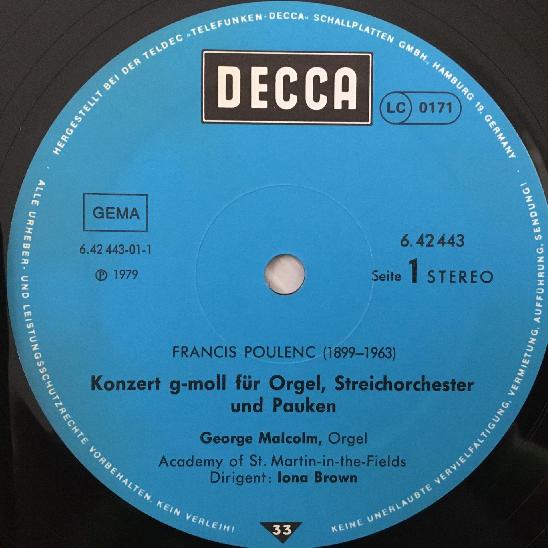 HERGESTELLT BEI DER TELDEC „TELEFUNKEN-DECCA“ SCHALLPLATTEN GMBH, HAMBURG 19, GERMANY
DECCA
LC 0171
GEMA
6.42 443-01-1
℗ 1979
6.42 443
Seite 1 STEREO
FRANCIS POULENC (1899–1963)
Konzert g-moll für Orgel, Streichorchester
und Pauken
George Malcolm, Orgel
Academy of St. Martin-in-the-Fields
Dirigent: Iona Brown
33
ALLE URHEBER- UND LEISTUNGSSCHUTZRECHTE VORBEHALTEN. KEIN VERLEIH!
KEINE UNERLAUBTE VERVIELFÄLTIGUNG, VERMIETUNG, AUFFÜHRUNG, SENDUNG!